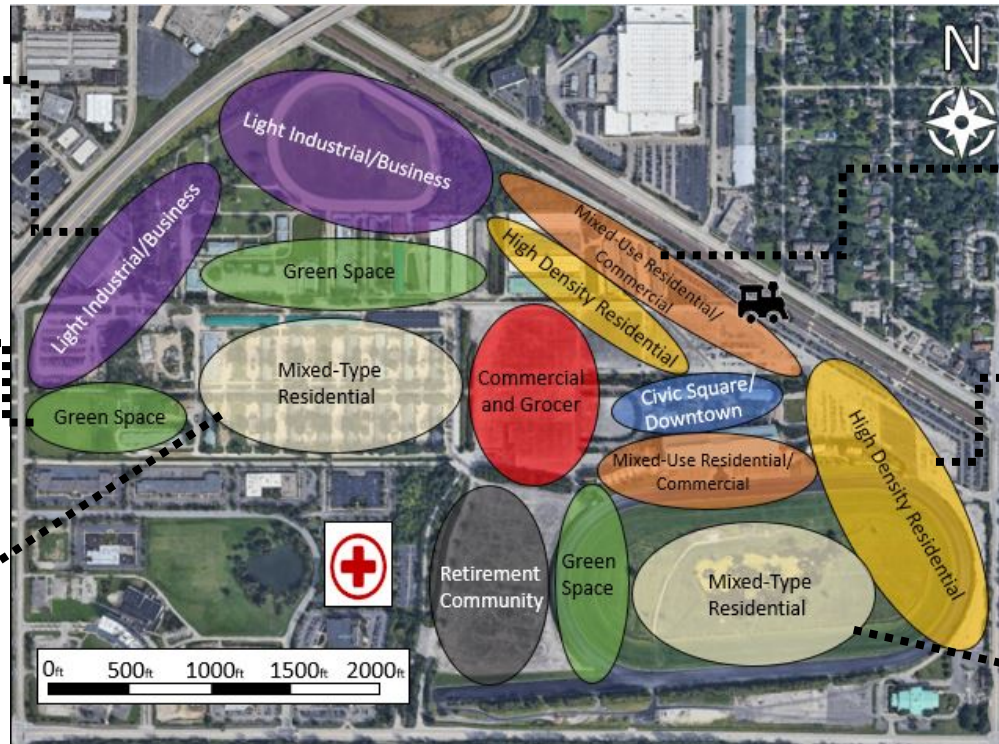 N
Light Industrial/Business
Light Industrial/Business
Mixed-Use Residential/
Commercial
High Density Residential
Green Space
Mixed-Type
Residential
Commercial
and Grocer
Civic Square/
Downtown
Green Space
High Density Residential
Mixed-Use Residential/
Commercial
Retirement
Community
Green
Space
Mixed-Type
Residential
0ft 500ft 1000ft 1500ft 2000ft